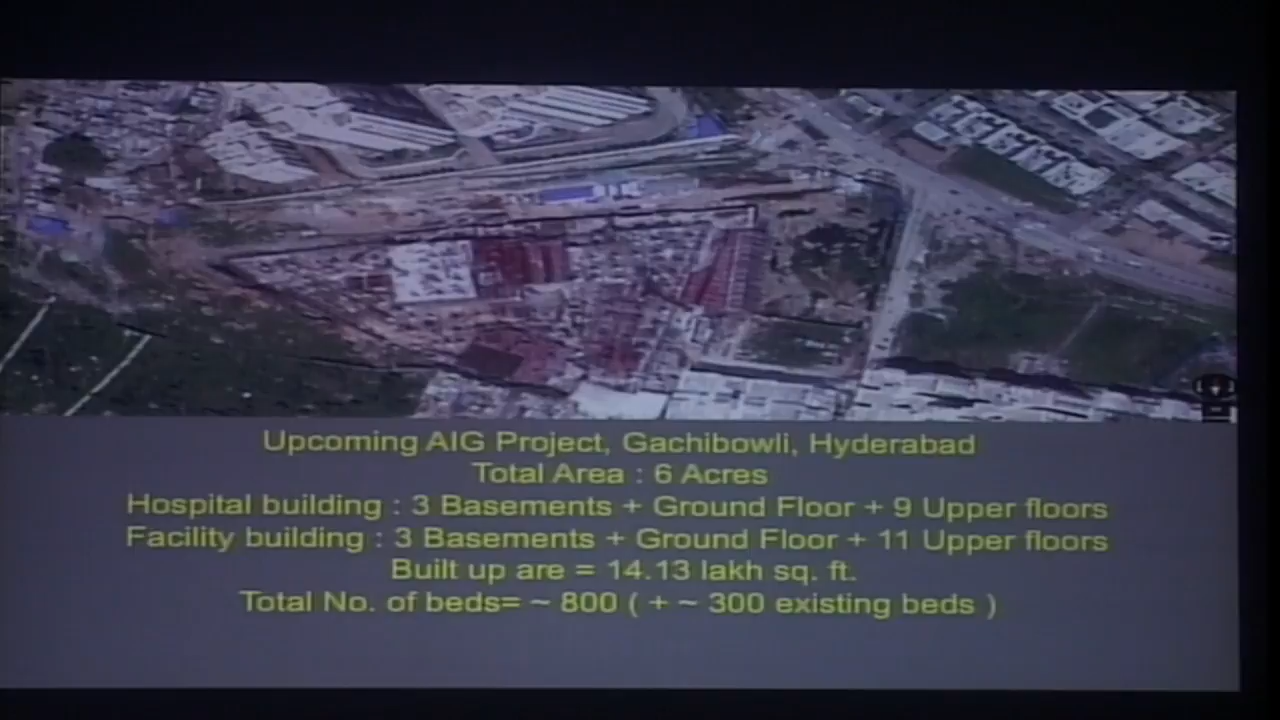 Upcoming AIG Project, Gachibowli, Hyderabad
Total Area : 6 Acres
Hospital building : 3 Basements + Ground Floor + 9 Upper floors
Facility building : 3 Basements + Ground Floor + 11 Upper floors
Built up are = 14.13 lakh sq. ft.
Total No. of beds= ~ 800 ( + ~ 300 existing beds )